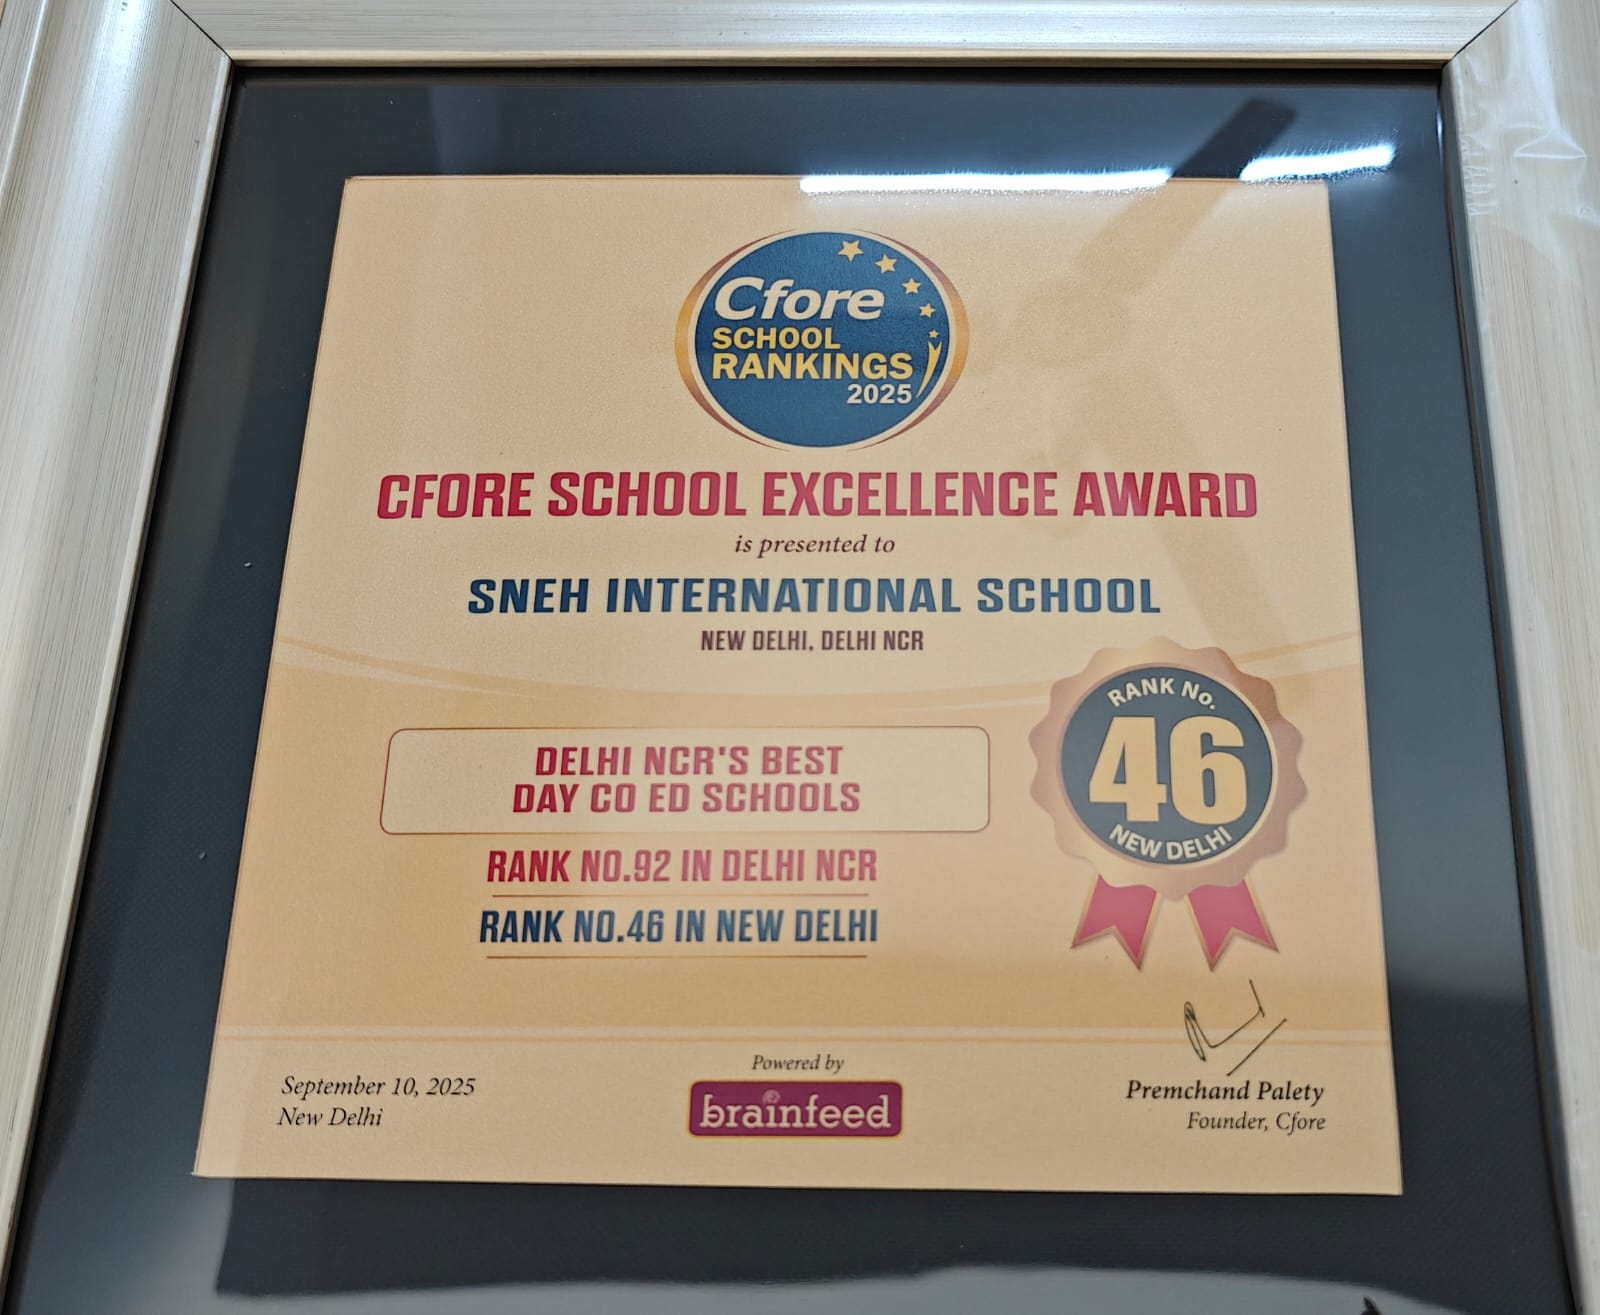 Cfore
SCHOOL
RANKINGS
2025
CFORE SCHOOL EXCELLENCE AWARD
is presented to
SNEH INTERNATIONAL SCHOOL
NEW DELHI, DELHI NCR
DELHI NCR'S BEST
DAY CO ED SCHOOLS
RANK NO.92 IN DELHI NCR
RANK NO.46 IN NEW DELHI
RANK No.
46
NEW DELHI
September 10, 2025
New Delhi
Powered by
brainfeed
Premchand Palety
Founder, Cfore